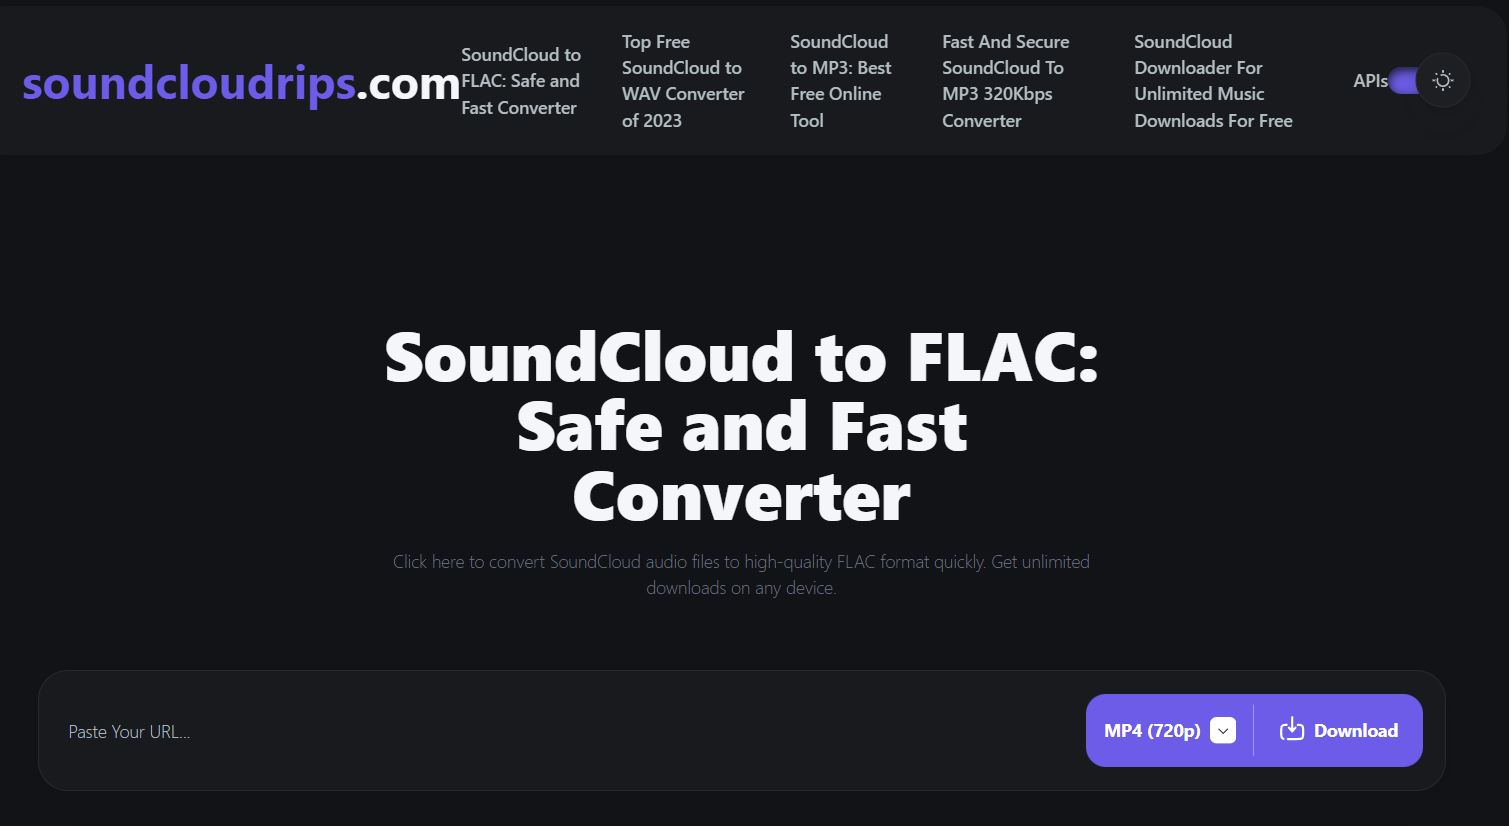 soundcloudrips.com
SoundCloud to
FLAC: Safe and
Fast Converter
Top Free
SoundCloud to
WAV Converter
of 2023
SoundCloud
to MP3: Best
Free Online
Tool
Fast And Secure
SoundCloud To
MP3 320Kbps
Converter
SoundCloud
Downloader For
Unlimited Music
Downloads For Free
APIs
SoundCloud to FLAC:
Safe and Fast
Converter
Click here to convert SoundCloud audio files to high-quality FLAC format quickly. Get unlimited
downloads on any device.
Paste Your URL...
MP4 (720p)
Download